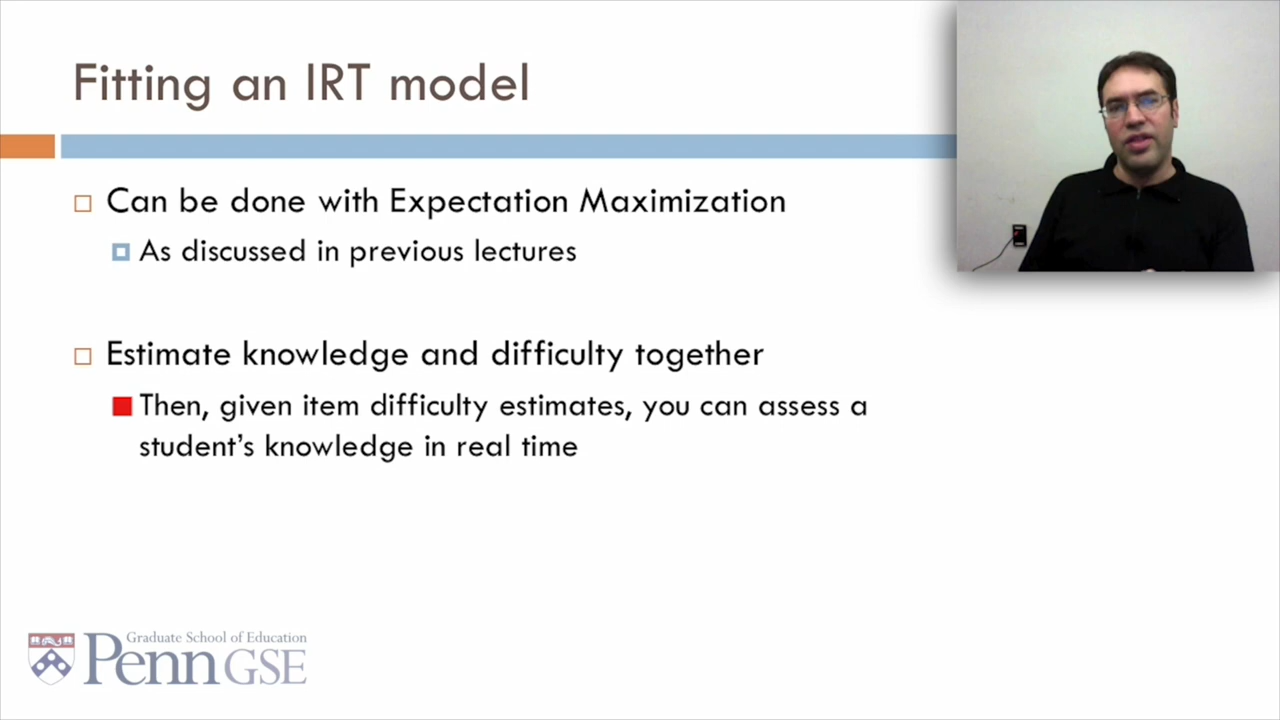 Fitting an IRT model
Can be done with Expectation Maximization
As discussed in previous lectures
Estimate knowledge and difficulty together
Then, given item difficulty estimates, you can assess a
student’s knowledge in real time
Graduate School of Education
Penn GSE